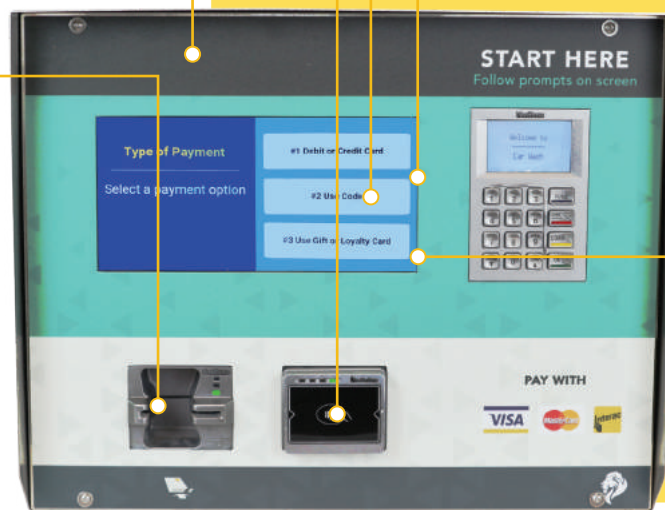 START HERE
Follow prompts on screen
Type of Payment
Select a payment option
#1 Debit or Credit Card
#2 Use Code
#3 Use Gift or Loyalty Card
Welcome to
Car Wash
PAY WITH
VISA
MasterCard
Interac